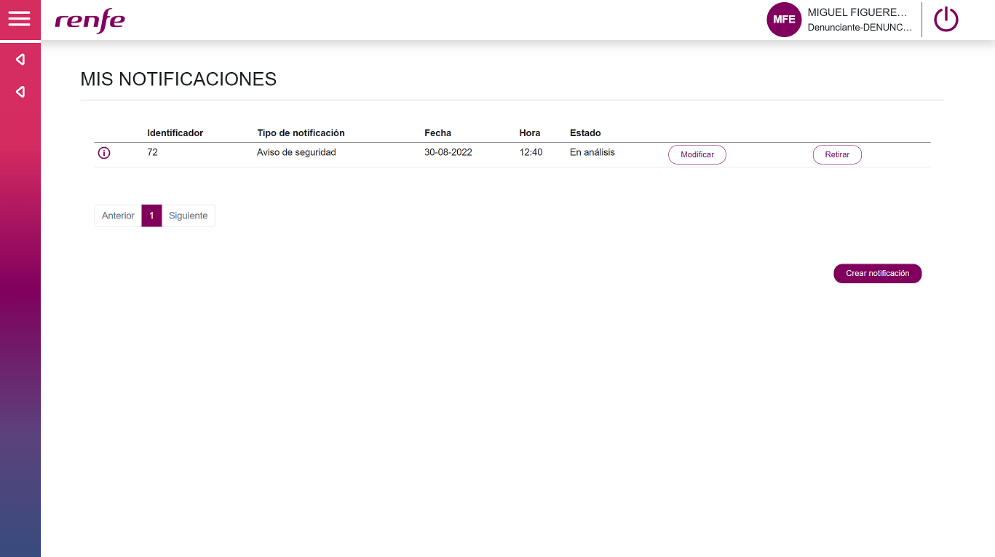 renfe
MFE
MIGUEL FIGUERE...
Denunciante-DENUNC...
MIS NOTIFICACIONES
Identificador Tipo de notificación Fecha Hora Estado
72 Aviso de seguridad 30-08-2022 12:40 En análisis Modificar Retirar
Anterior 1 Siguiente
Crear notificación